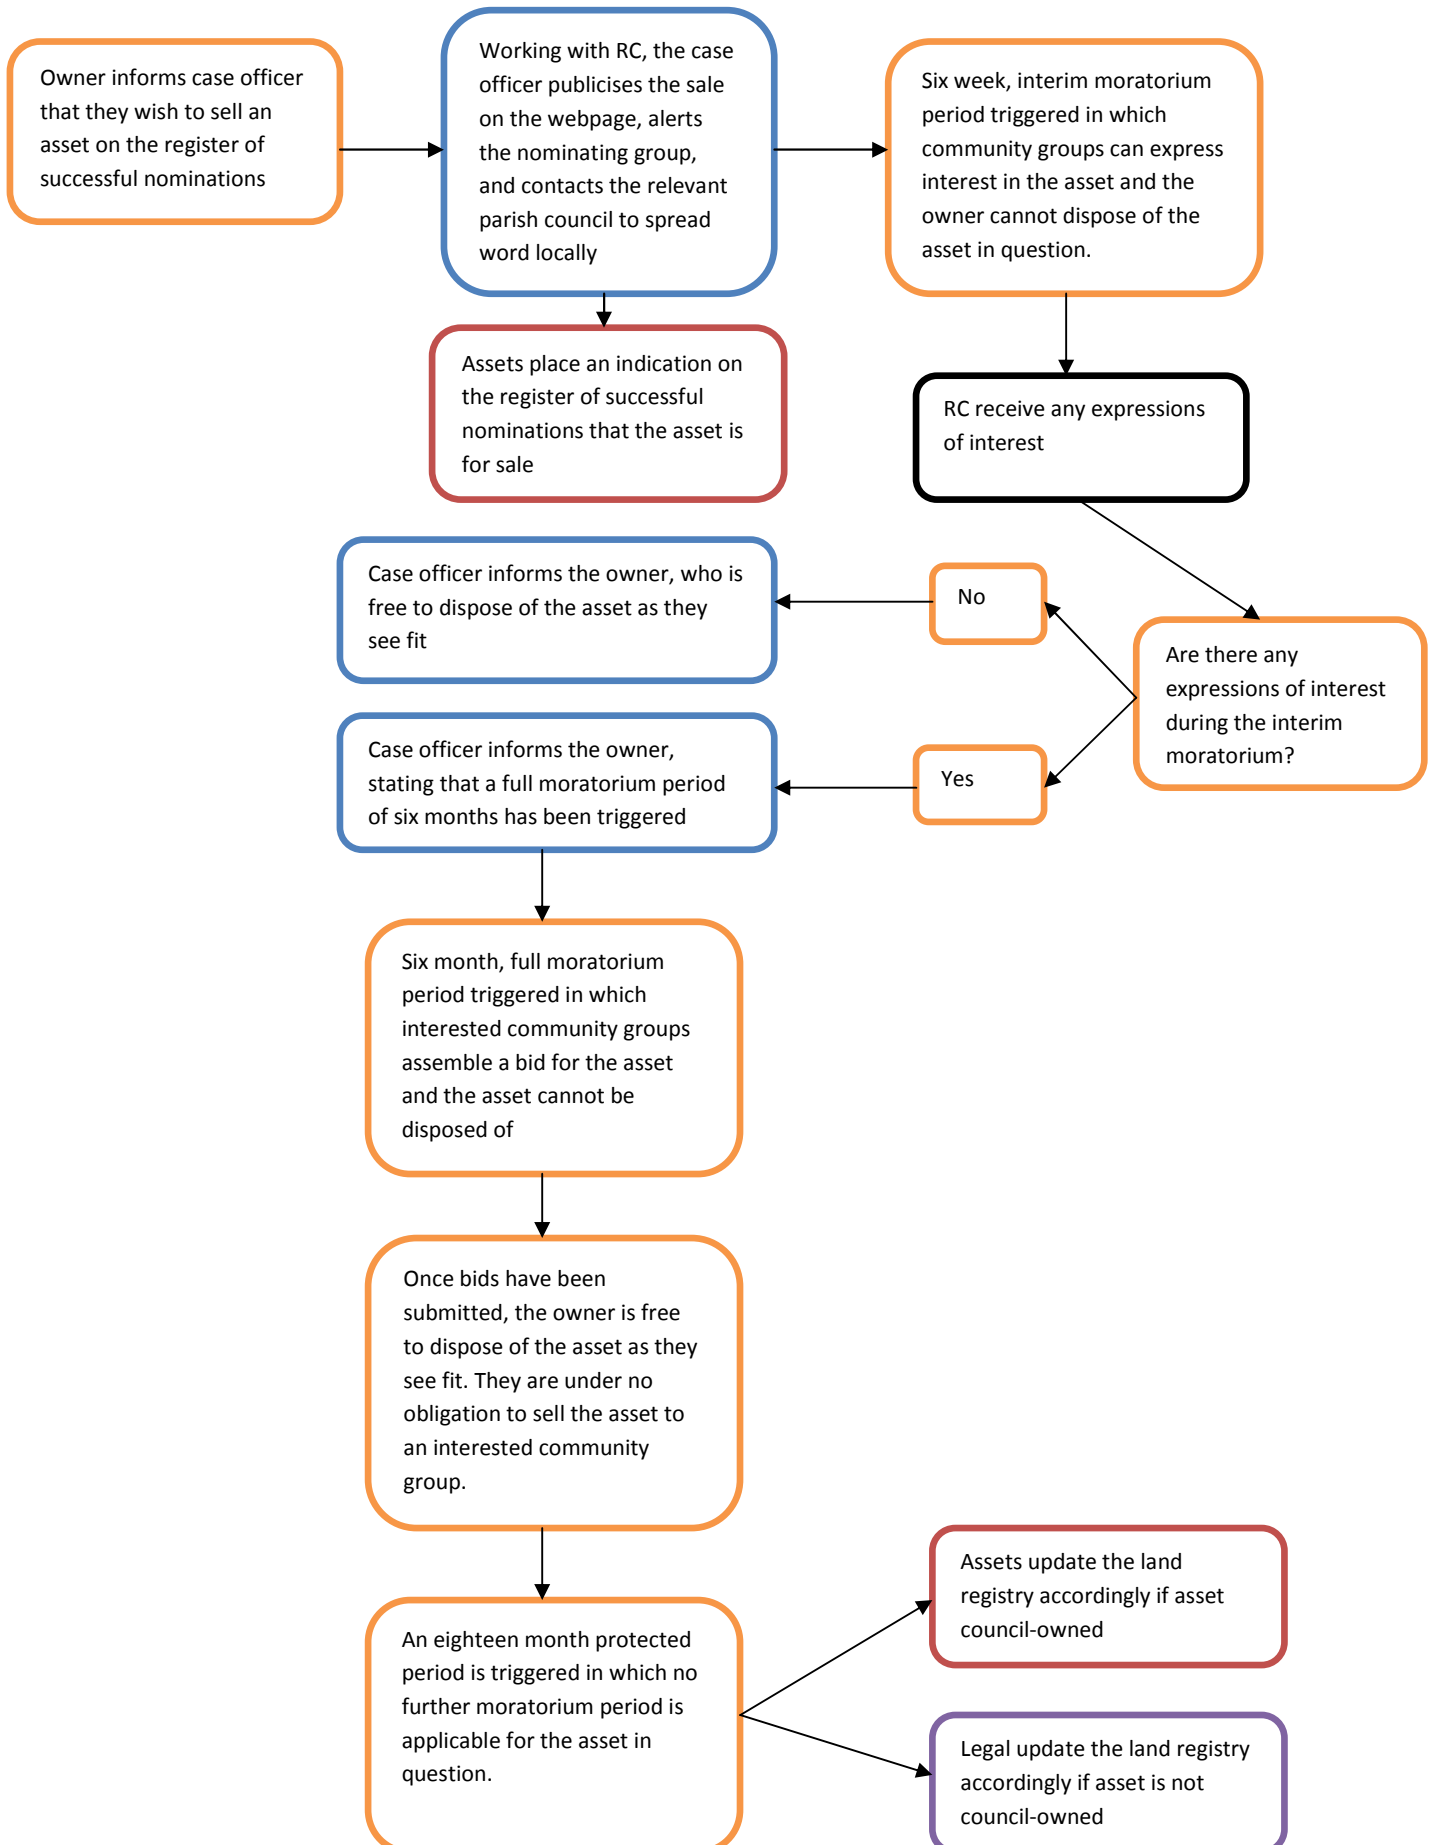 Owner informs case officer
that they wish to sell an
asset on the register of
successful nominations
Working with RC, the case
officer publicises the sale
on the webpage, alerts
the nominating group,
and contacts the relevant
parish council to spread
word locally
Six week, interim moratorium
period triggered in which
community groups can express
interest in the asset and the
owner cannot dispose of the
asset in question.
Assets place an indication on
the register of successful
nominations that the asset is
for sale
RC receive any expressions
of interest
Are there any
expressions of interest
during the interim
moratorium?
No
Case officer informs the owner, who is
free to dispose of the asset as they
see fit
Yes
Case officer informs the owner,
stating that a full moratorium period
of six months has been triggered
Six month, full moratorium
period triggered in which
interested community groups
assemble a bid for the asset
and the asset cannot be
disposed of
Once bids have been
submitted, the owner is free
to dispose of the asset as they
see fit. They are under no
obligation to sell the asset to
an interested community
group.
An eighteen month protected
period is triggered in which no
further moratorium period is
applicable for the asset in
question.
Assets update the land
registry accordingly if asset
council-owned
Legal update the land registry
accordingly if asset is not
council-owned